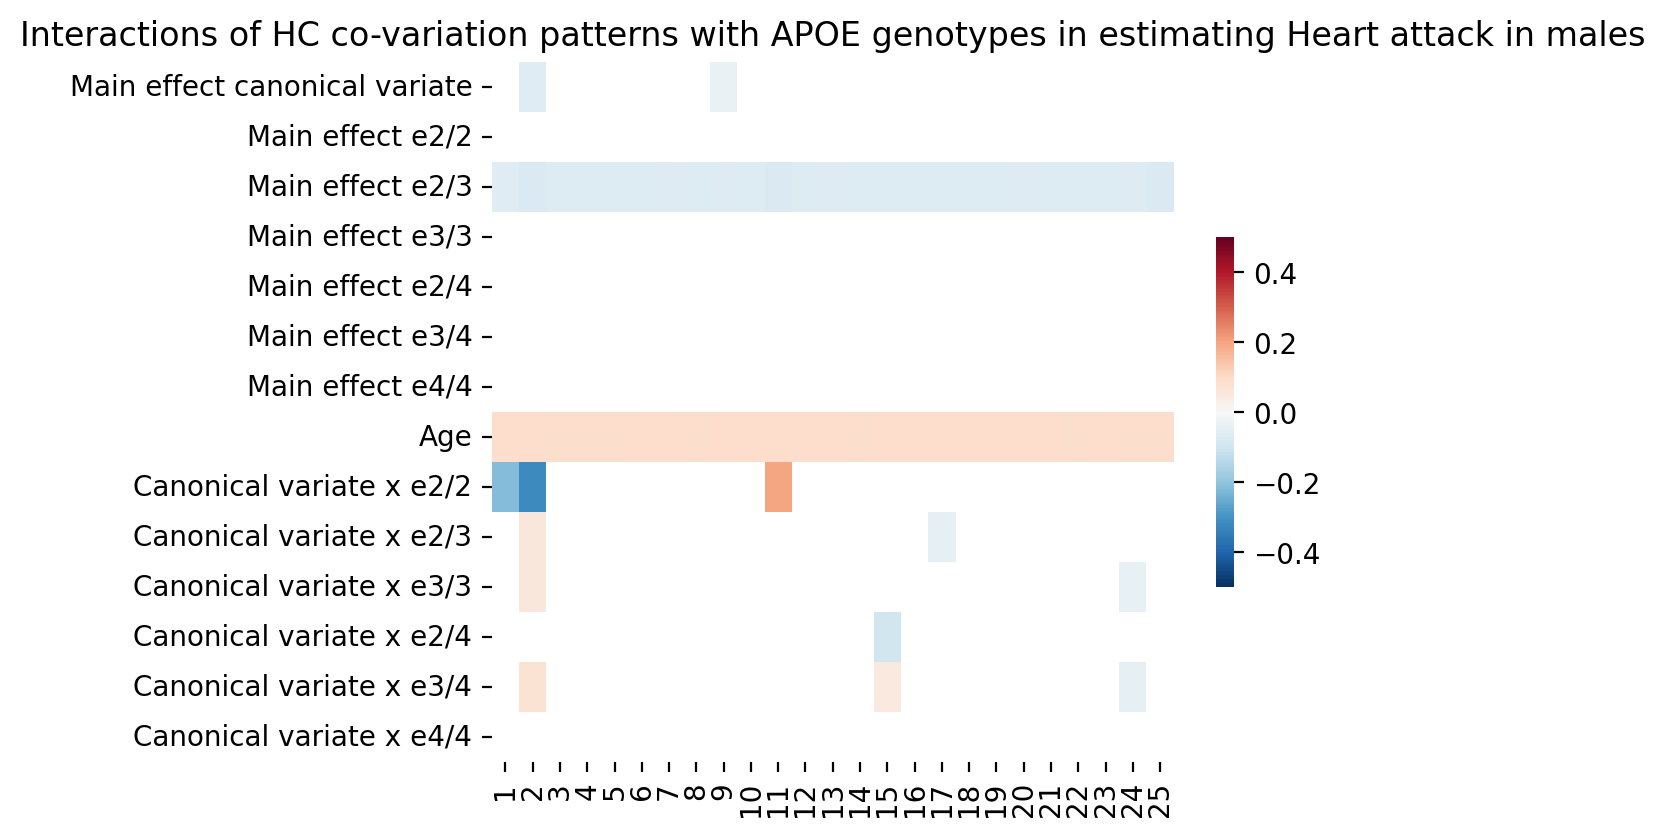 Interactions of HC co-variation patterns with APOE genotypes in estimating Heart attack in males
Main effect canonical variate
Main effect e2/2
Main effect e2/3
Main effect e3/3
Main effect e2/4
Main effect e3/4
Main effect e4/4
Age
Canonical variate x e2/2
Canonical variate x e2/3
Canonical variate x e3/3
Canonical variate x e2/4
Canonical variate x e3/4
Canonical variate x e4/4
1
2
3
4
5
6
7
8
9
10
11
12
13
14
15
16
17
18
19
20
21
22
23
24
25
0.4
0.2
0.0
−0.2
−0.4